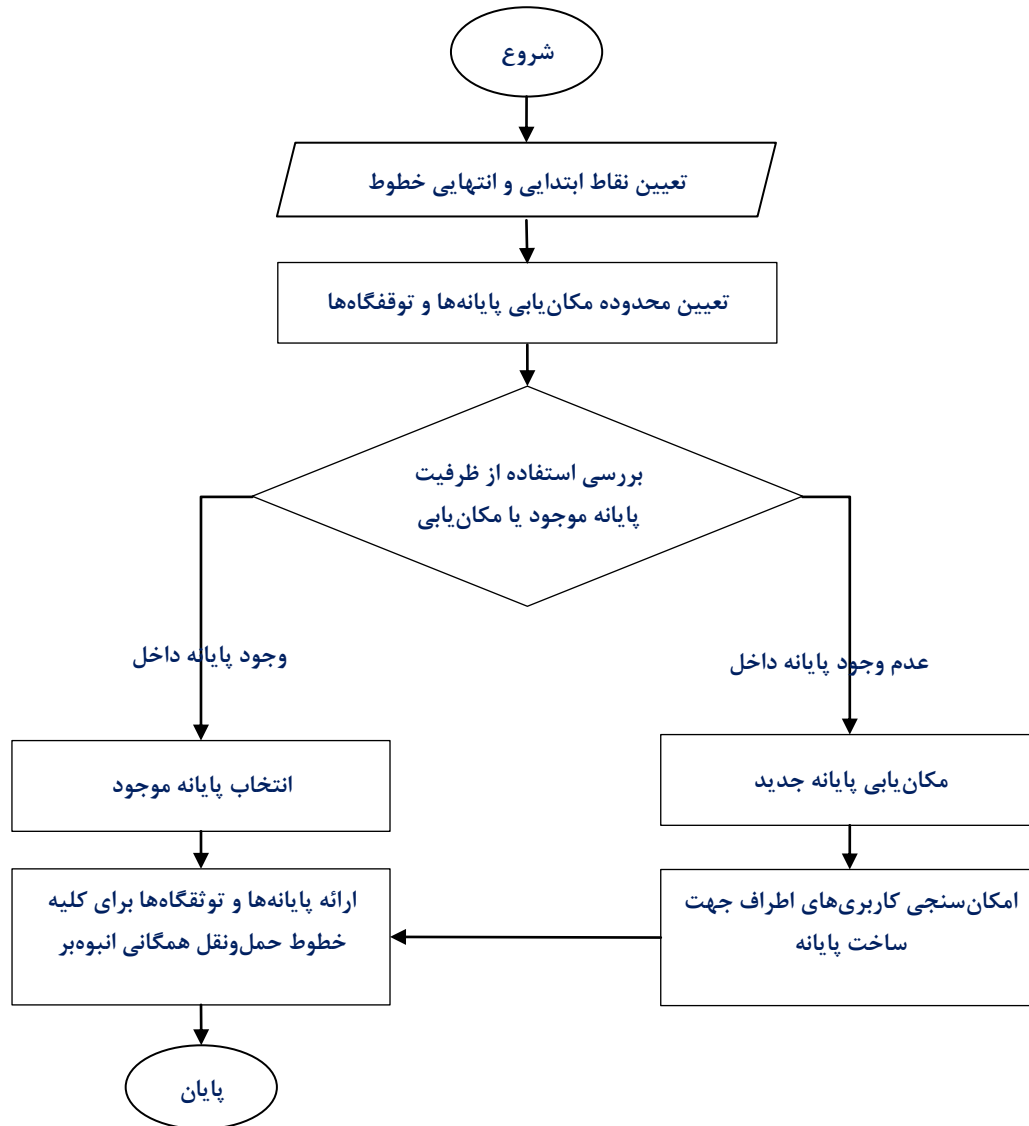 شروع
تعیین نقاط ابتدایی و انتهایی خطوط
تعیین محدوده مکان‌یابی پایانه‌ها و توقفگاه‌ها
بررسی استفاده از ظرفیت
پایانه موجود یا مکان‌یابی
عدم وجود پایانه داخل
وجود پایانه داخل
مکان‌یابی پایانه جدید
انتخاب پایانه موجود
امکان‌سنجی کاربری‌های اطراف جهت
ساخت پایانه
ارائه پایانه‌ها و توثقگاه‌ها برای کلیه
خطوط حمل‌ونقل همگانی انبوه‌بر
پایان